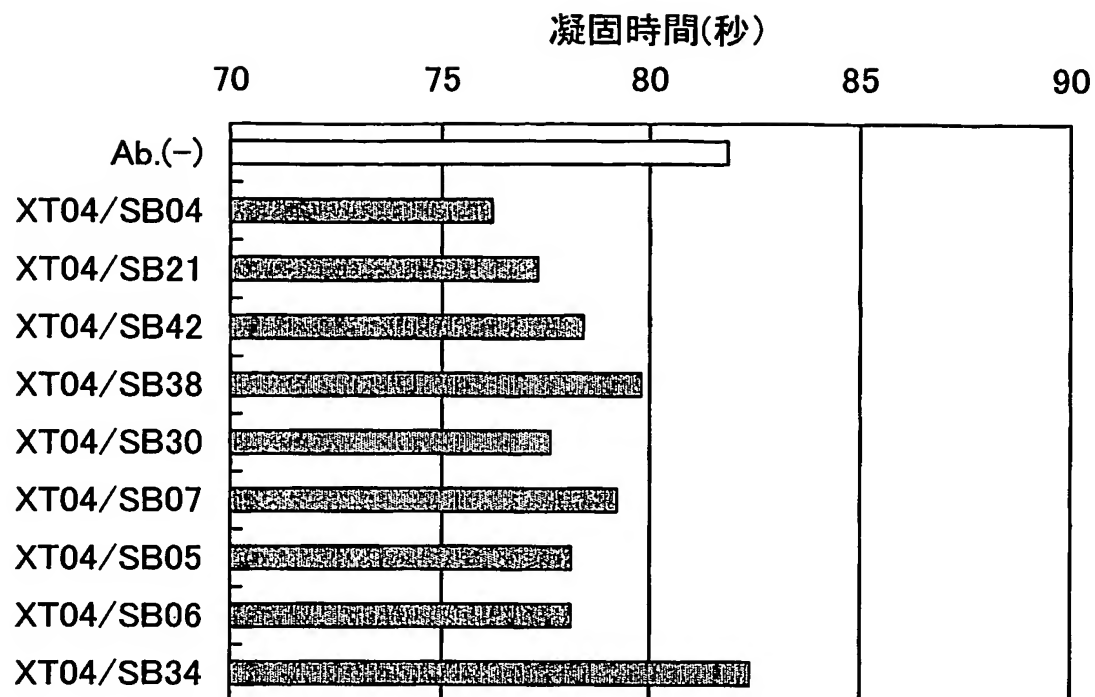 凝固時間(秒)
70 75 80 85 90
Ab.(-)
XT04/SB04
XT04/SB21
XT04/SB42
XT04/SB38
XT04/SB30
XT04/SB07
XT04/SB05
XT04/SB06
XT04/SB34